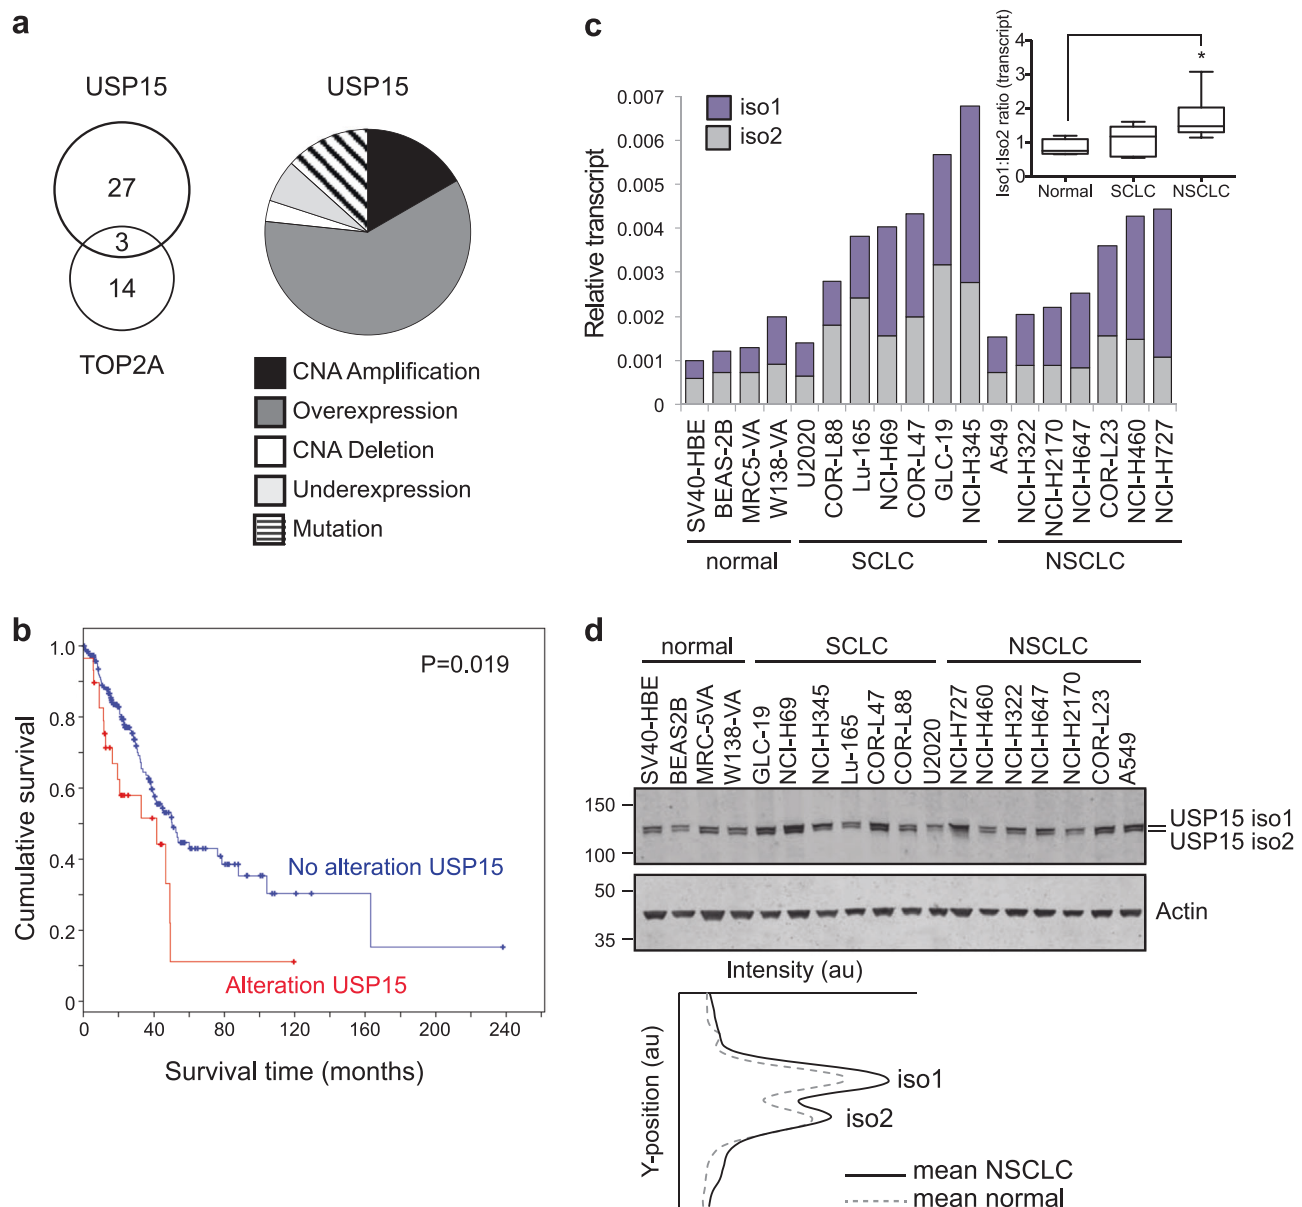 a
USP15
27
3
14
TOP2A
USP15
CNA Amplification
Overexpression
CNA Deletion
Underexpression
Mutation
b
Cumulative survival
1.0
0.8
0.6
0.4
0.2
0
P=0.019
No alteration USP15
Alteration USP15
0 40 80 120 160 200 240
Survival time (months)
c
Relative transcript
0.007
0.006
0.005
0.004
0.003
0.002
0.001
0
iso1
iso2
SV40-HBE
BEAS-2B
MRC5-VA
W138-VA
U2020
COR-L88
Lu-165
NCI-H69
COR-L47
GLC-19
NCI-H345
A549
NCI-H322
NCI-H2170
NCI-H647
COR-L23
NCI-H460
NCI-H727
normal SCLC NSCLC
Iso1:Iso2 ratio (transcript)
4
3
2
1
0
*
Normal SCLC NSCLC
d
normal SCLC NSCLC
SV40-HBE
BEAS2B
MRC-5VA
W138-VA
GLC-19
NCI-H69
NCI-H345
Lu-165
COR-L47
COR-L88
U2020
NCI-H727
NCI-H460
NCI-H322
NCI-H647
NCI-H2170
COR-L23
A549
150
100
USP15 iso1
USP15 iso2
50
35
Actin
Intensity (au)
Y-position (au)
iso1
iso2
mean NSCLC
mean normal